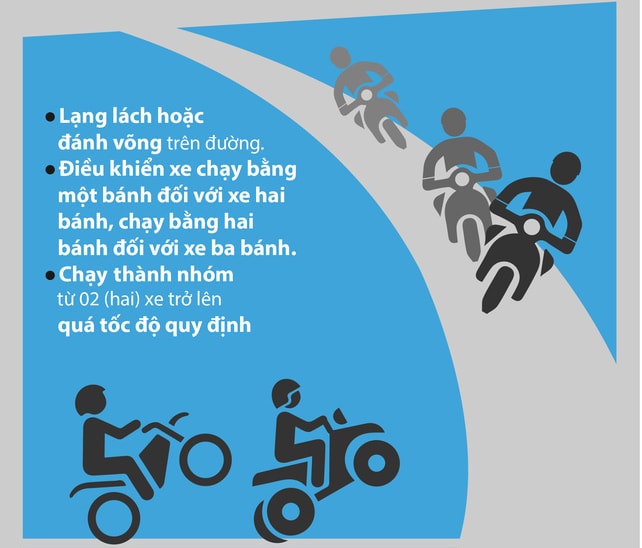 ● Lạng lách hoặc
đánh võng trên đường.
● Điều khiển xe chạy bằng
một bánh đối với xe hai
bánh, chạy bằng hai
bánh đối với xe ba bánh.
● Chạy thành nhóm
từ 02 (hai) xe trở lên
quá tốc độ quy định